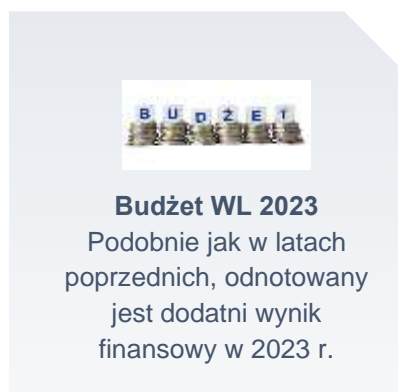 BUDŻET
Budżet WL 2023
Podobnie jak w latach
poprzednich, odnotowany
jest dodatni wynik
finansowy w 2023 r.